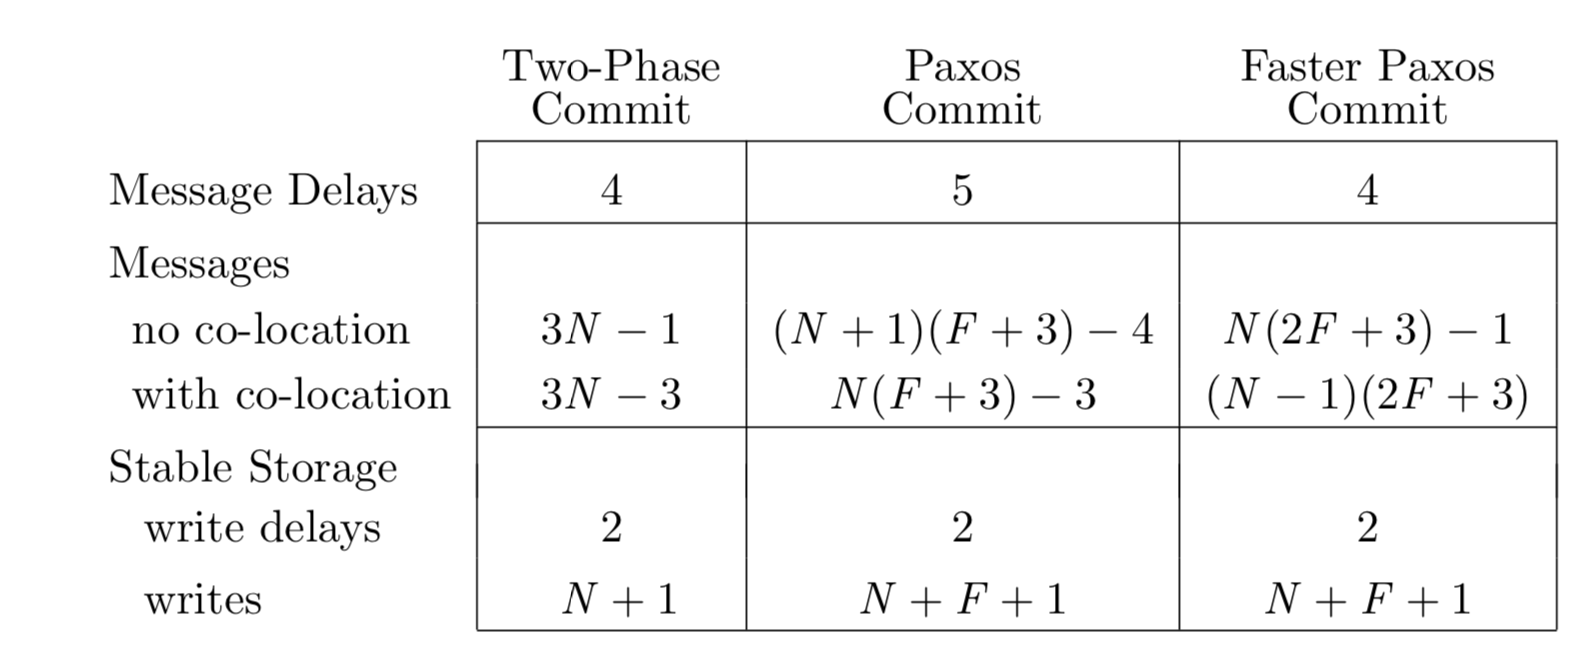 Two-Phase Commit Paxos Commit Faster Paxos Commit
Message Delays 4 5 4
Messages
no co-location 3N − 1 (N + 1)(F + 3) − 4 N(2F + 3) − 1
with co-location 3N − 3 N(F + 3) − 3 (N − 1)(2F + 3)
Stable Storage
write delays 2 2 2
writes N + 1 N + F + 1 N + F + 1